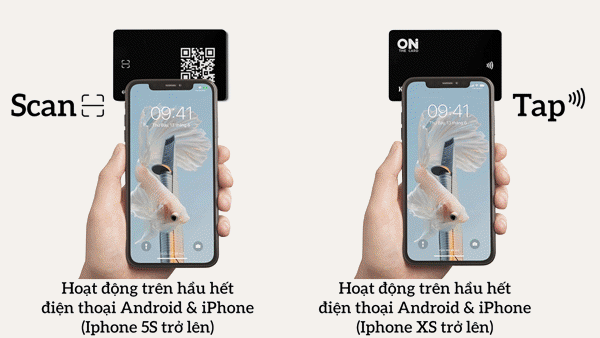 ON
THE CARD
Scan
Tap
09:41
09:41
Hoạt động trên hầu hết
điện thoại Android & iPhone
(Iphone 5S trở lên)
Hoạt động trên hầu hết
điện thoại Android & iPhone
(Iphone XS trở lên)